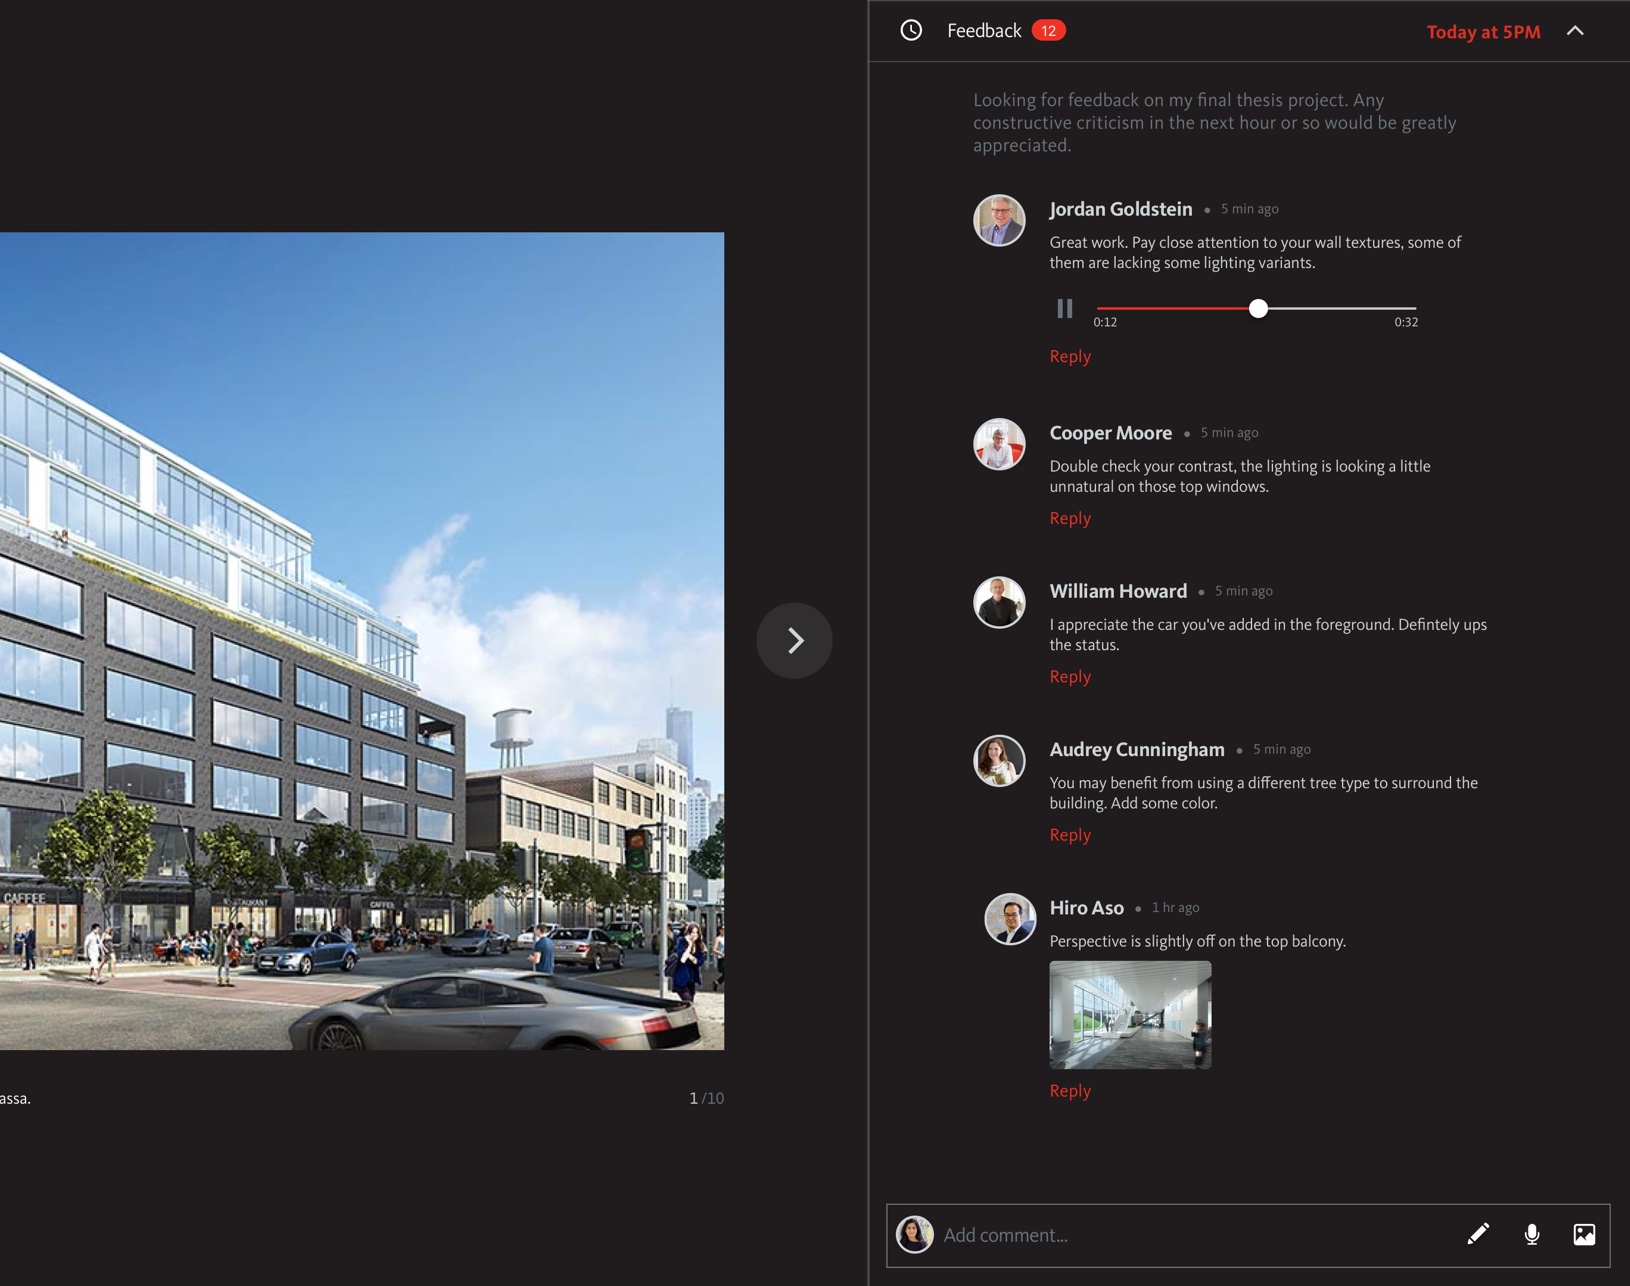 Feedback 12
Today at 5PM
Looking for feedback on my final thesis project. Any
constructive criticism in the next hour or so would be greatly
appreciated.
Jordan Goldstein • 5 min ago
Great work. Pay close attention to your wall textures, some of
them are lacking some lighting variants.
0:12
0:32
Reply
Cooper Moore • 5 min ago
Double check your contrast, the lighting is looking a little
unnatural on those top windows.
Reply
William Howard • 5 min ago
I appreciate the car you've added in the foreground. Defintely ups
the status.
Reply
Audrey Cunningham • 5 min ago
You may benefit from using a different tree type to surround the
building. Add some color.
Reply
Hiro Aso • 1 hr ago
Perspective is slightly off on the top balcony.
Reply
Add comment...
CAFFEE
CAFFE
assa.
1 /10